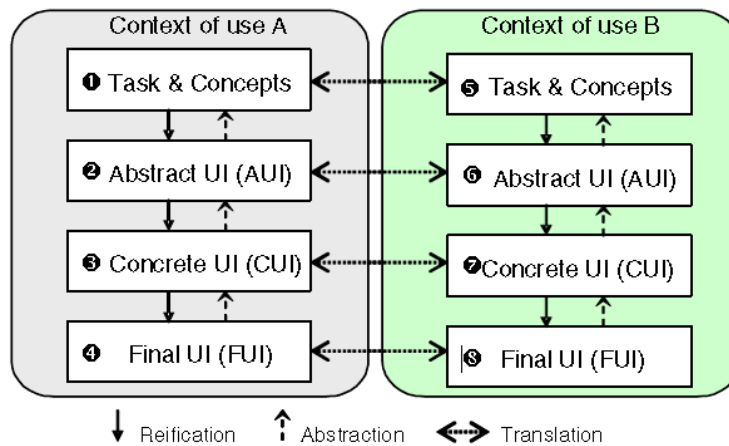 Context of use A
❶ Task & Concepts
❷ Abstract UI (AUI)
❸ Concrete UI (CUI)
❹ Final UI (FUI)
Context of use B
❺ Task & Concepts
❻ Abstract UI (AUI)
❼Concrete UI (CUI)
❽ Final UI (FUI)
Reification Abstraction Translation